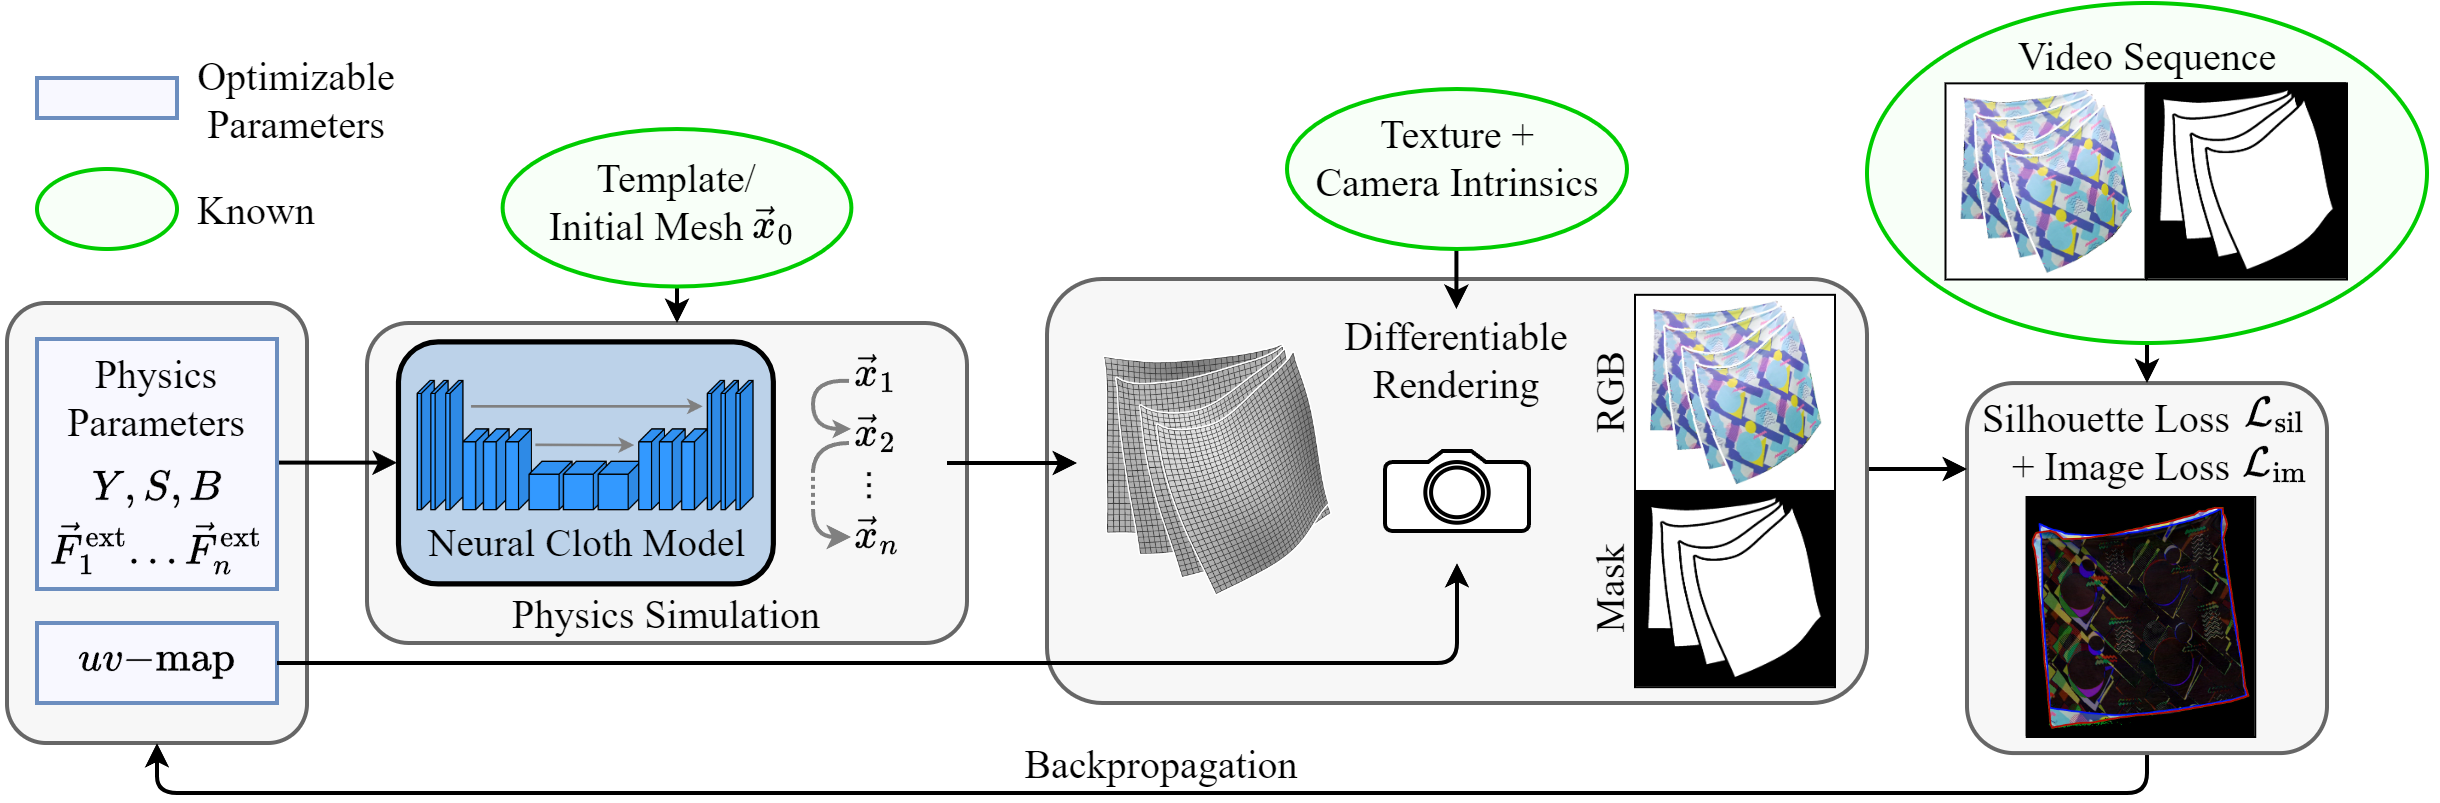 Optimizable
Parameters
Known
Template/
Initial Mesh $\vec{x}_0$
Texture +
Camera Intrinsics
Video Sequence
Physics
Parameters
$Y, S, B$
$\vec{F}_1^{\text{ext}} \ldots \vec{F}_n^{\text{ext}}$
$uv-$map
Neural Cloth Model
$\vec{x}_1$
$\vec{x}_2$
⋮
$\vec{x}_n$
Physics Simulation
Differentiable
Rendering
RGB
Mask
Silhouette Loss $\mathcal{L}_{\text{sil}}$
+ Image Loss $\mathcal{L}_{\text{im}}$
Backpropagation